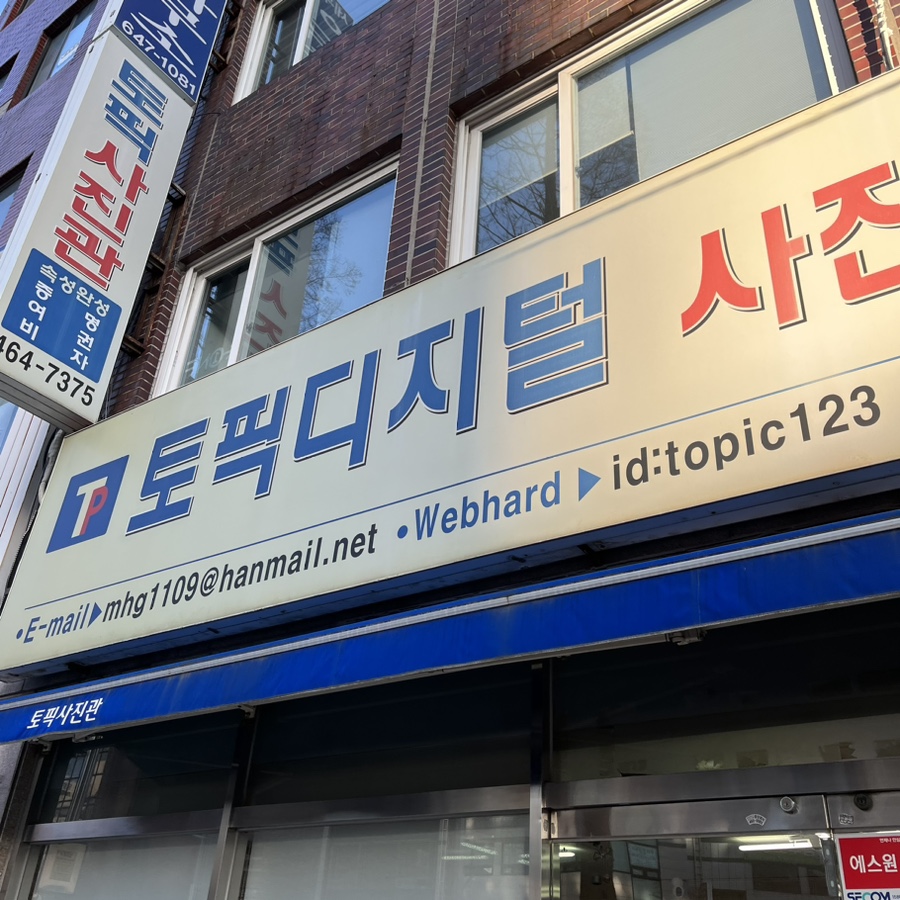 647-1081
토픽
사진관
속성완성
증명
여권
비자
464-7375
TP
토픽디지털 사진
•E-mail▶mhg1109@hanmail.net •Webhard▶id:topic123
토픽사진관
에스원
SECOM